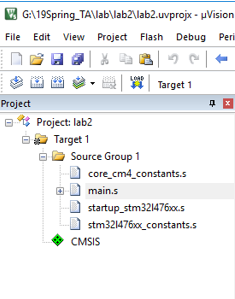 G:\19Spring_TA\lab\lab2\lab2.uvprojx - µVision
File Edit View Project Flash Debug Peri
LOAD Target 1
Project
Project: lab2
Target 1
Source Group 1
core_cm4_constants.s
main.s
startup_stm32l476xx.s
stm32l476xx_constants.s
CMSIS